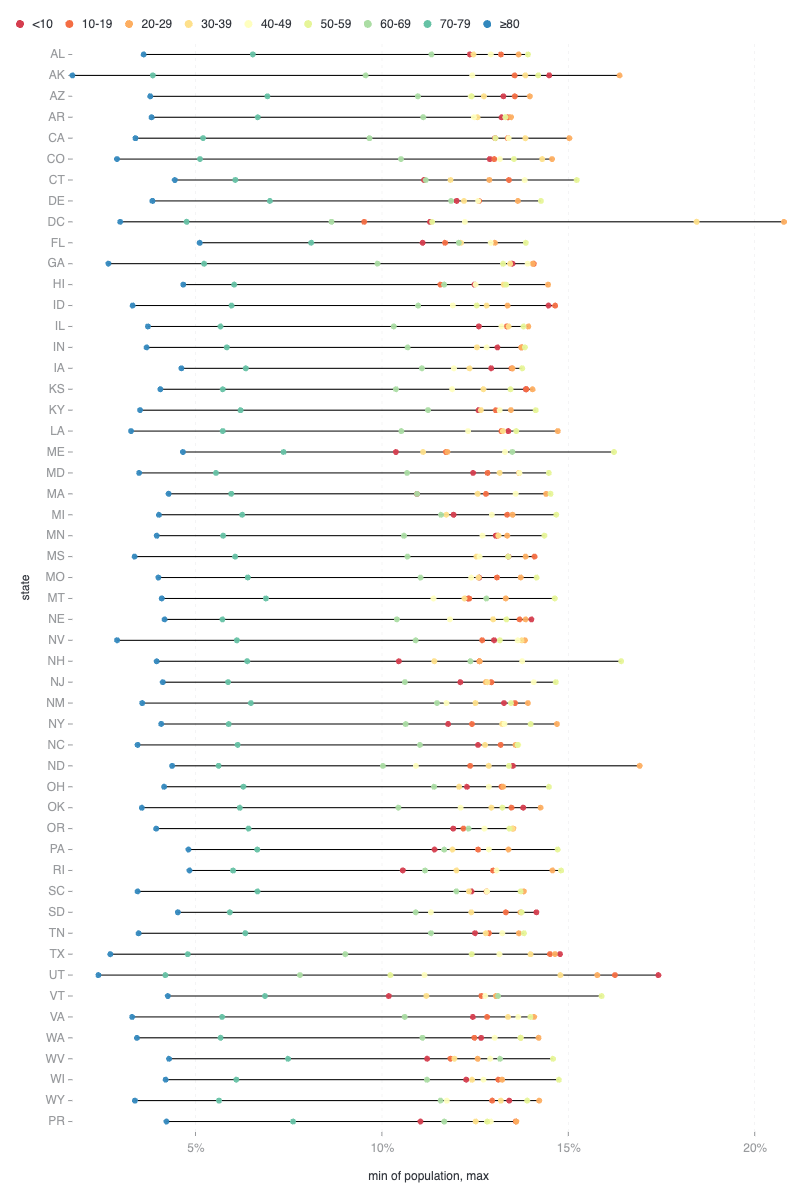 <10 10-19 20-29 30-39 40-49 50-59 60-69 70-79 ≥80
AL
AK
AZ
AR
CA
CO
CT
DE
DC
FL
GA
HI
ID
IL
IN
IA
KS
KY
LA
ME
MD
MA
MI
MN
MS
MO
MT
NE
NV
NH
NJ
NM
NY
NC
ND
OH
OK
OR
PA
RI
SC
SD
TN
TX
UT
VT
VA
WA
WV
WI
WY
PR
state
5% 10% 15% 20%
min of population, max